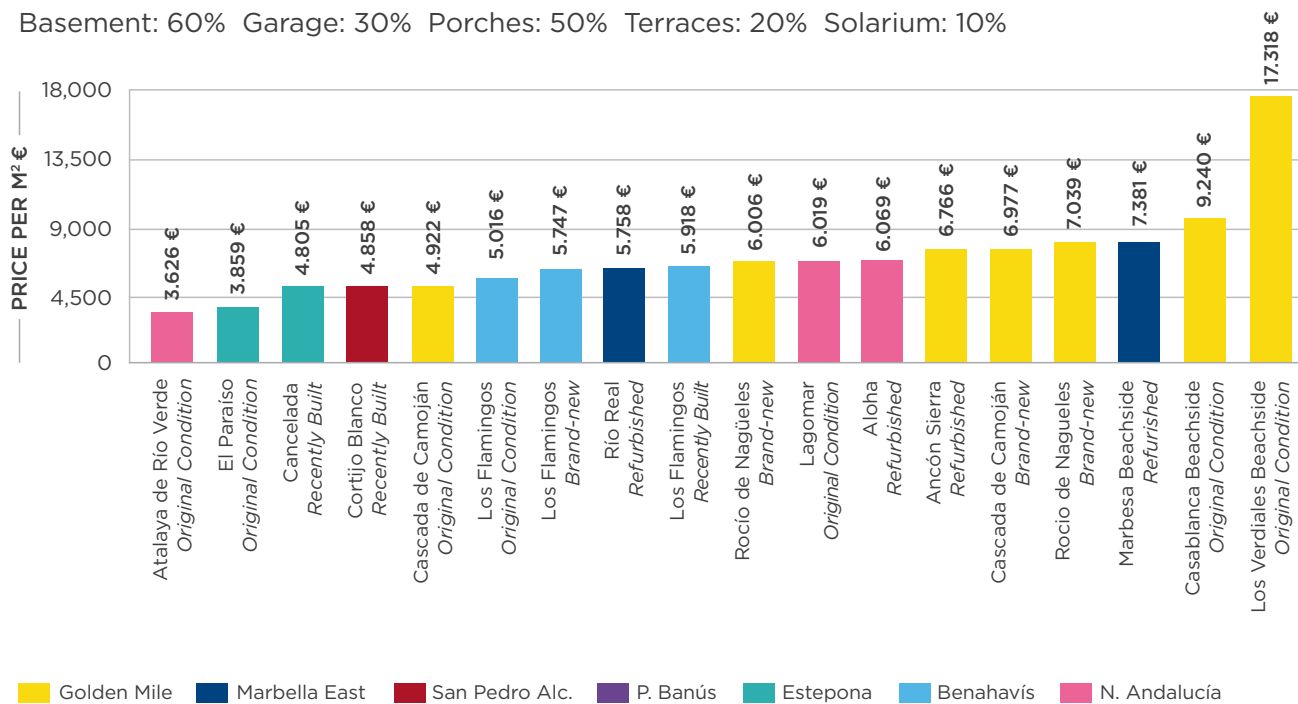 Basement: 60% Garage: 30% Porches: 50% Terraces: 20% Solarium: 10%
PRICE PER M² €
18,000
13,500
9,000
4,500
0
3.626 €
3.859 €
4.805 €
4.858 €
4.922 €
5.016 €
5.747 €
5.758 €
5.918 €
6.006 €
6.019 €
6.069 €
6.766 €
6.977 €
7.039 €
7.381 €
9.240 €
17.318 €
Atalaya de Río Verde
Original Condition
El Paraíso
Original Condition
Cancelada
Recently Built
Cortijo Blanco
Recently Built
Cascada de Camoján
Original Condition
Los Flamingos
Original Condition
Los Flamingos
Brand-new
Río Real
Refurbished
Los Flamingos
Recently Built
Rocío de Nagüeles
Brand-new
Lagomar
Original Condition
Aloha
Refurbished
Ancón Sierra
Refurbished
Cascada de Camoján
Brand-new
Rocio de Nagueles
Brand-new
Marbesa Beachside
Refurished
Casablanca Beachside
Original Condition
Los Verdiales Beachside
Original Condition
Golden Mile
Marbella East
San Pedro Alc.
P. Banús
Estepona
Benahavís
N. Andalucía